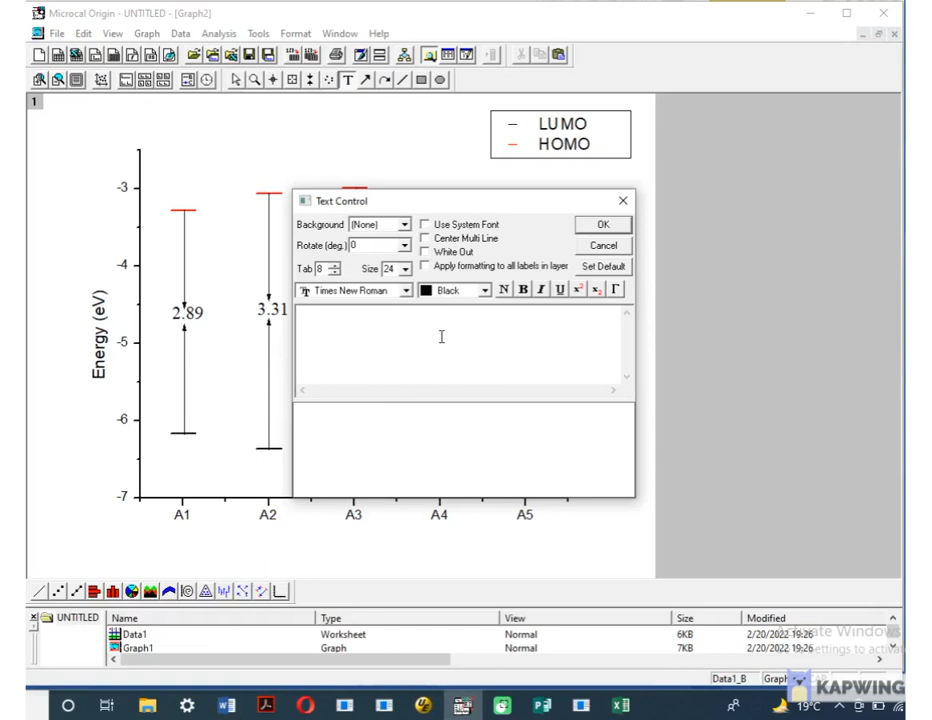 Microcal Origin - UNTITLED - [Graph2]
File Edit View Graph Data Analysis Tools Format Window Help
1
LUMO
HOMO
-3
-4
-5
-6
-7
Energy (eV)
2.89
3.31
A1 A2 A3 A4 A5
Text Control
Background (None)
Use System Font
OK
Center Multi Line
Rotate (deg.) 0
White Out
Cancel
Tab 8 Size 24
Apply formatting to all labels in layer
Set Default
Times New Roman
Black
N B I U x² x₂ Γ
UNTITLED
Name Type View Size Modified
Data1 Worksheet Normal 6KB 2/20/2022 19:26
Graph1 Graph Normal 7KB 2/20/2022 19:26
Activate Windows
Settings to activa
Data1_B Graph
KAPWING
19°C